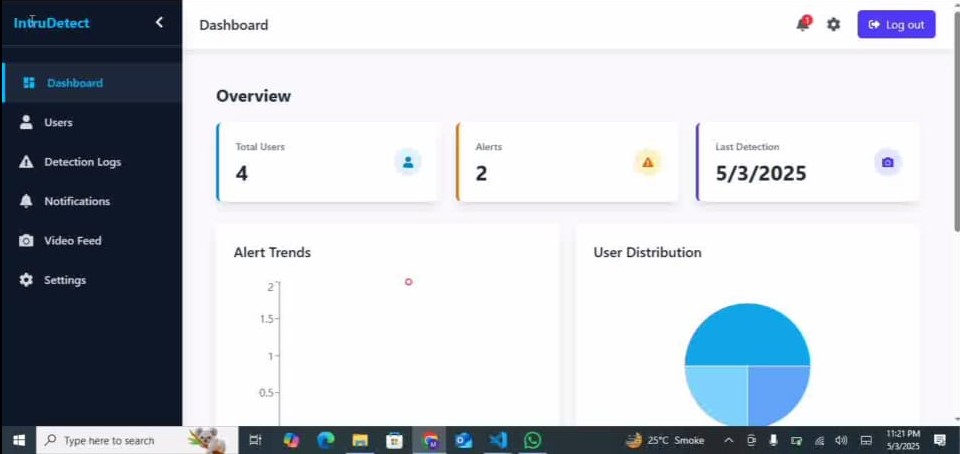 IntruDetect
Dashboard
1
Log out
Dashboard
Users
Detection Logs
Notifications
Video Feed
Settings
Overview
Total Users
4
Alerts
2
Last Detection
5/3/2025
Alert Trends
2
1.5
1
0.5
User Distribution
Type here to search
25°C Smoke
11:21 PM
5/3/2025